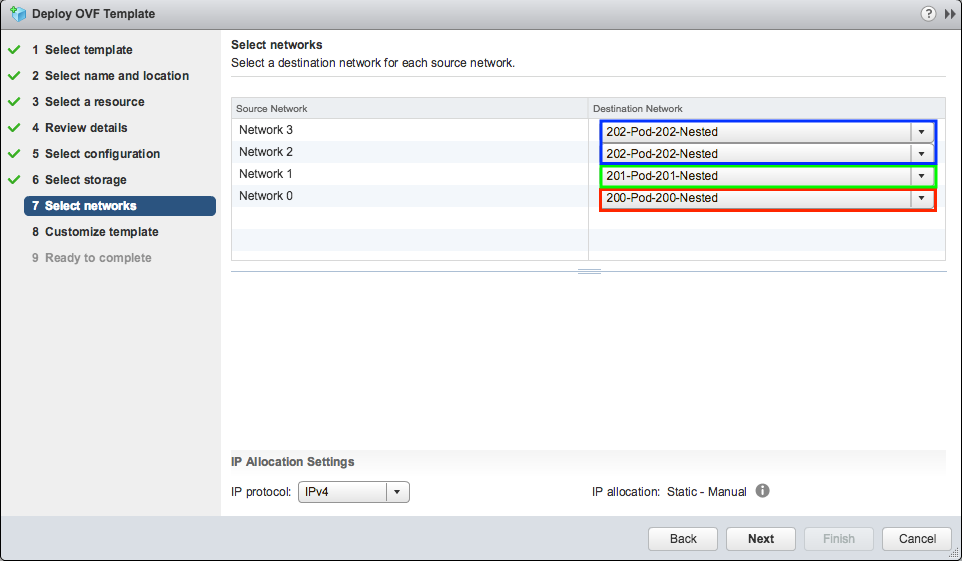 Deploy OVF Template
?
1 Select template
2 Select name and location
3 Select a resource
4 Review details
5 Select configuration
6 Select storage
7 Select networks
8 Customize template
9 Ready to complete
Select networks
Select a destination network for each source network.
Source Network Destination Network
Network 3 202-Pod-202-Nested
Network 2 202-Pod-202-Nested
Network 1 201-Pod-201-Nested
Network 0 200-Pod-200-Nested
IP Allocation Settings
IP protocol: IPv4 IP allocation: Static - Manual
Back Next Finish Cancel